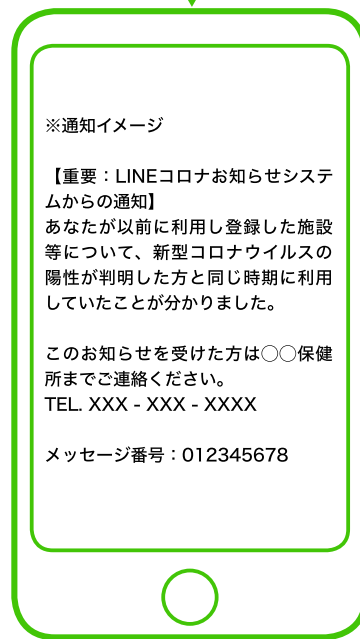 ※通知イメージ
【重要：LINEコロナお知らせシステ
ムからの通知】
あなたが以前に利用し登録した施設
等について、新型コロナウイルスの
陽性が判明した方と同じ時期に利用
していたことが分かりました。
このお知らせを受けた方は◯◯保健
所までご連絡ください。
TEL. XXX - XXX - XXXX
メッセージ番号：012345678